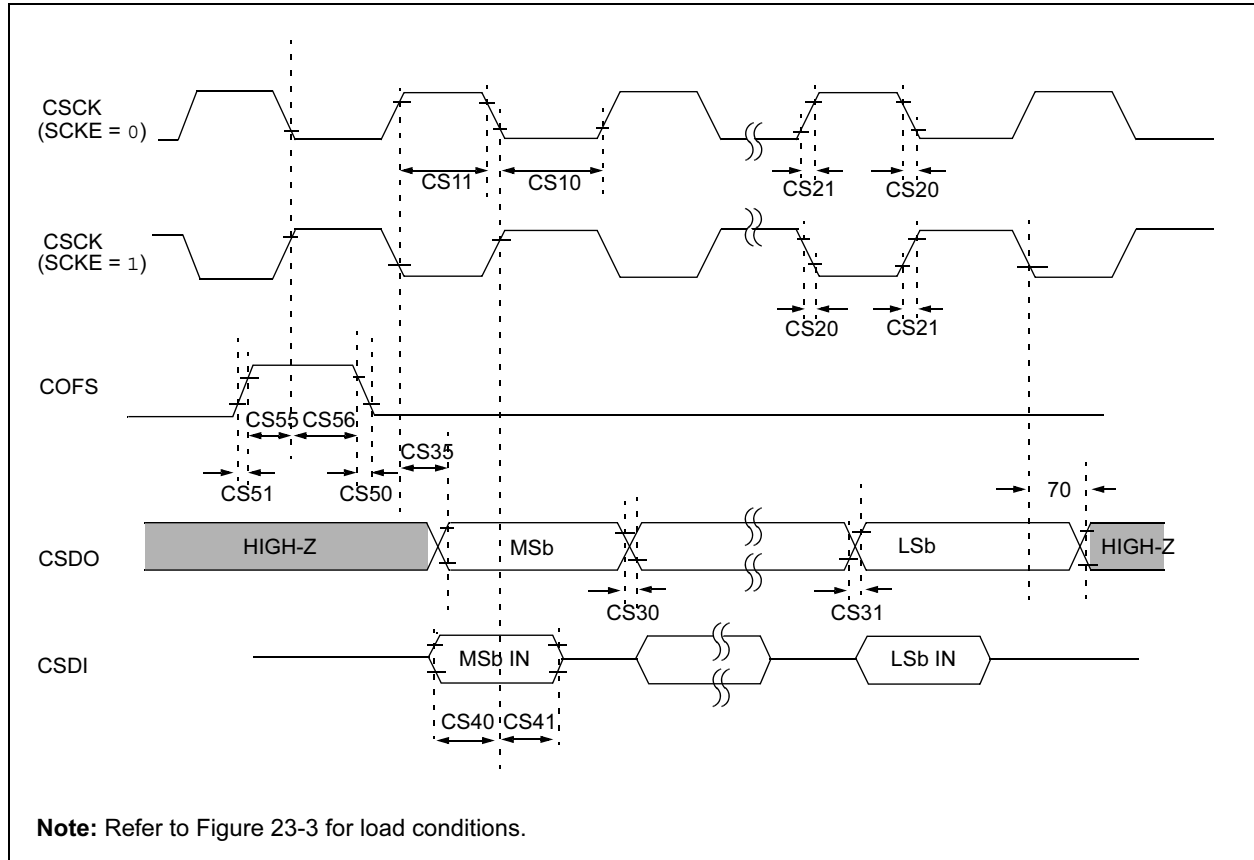 CSCK
(SCKE = 0)
CS11
CS10
CS21
CS20
CSCK
(SCKE = 1)
CS20
CS21
COFS
CS55
CS56
CS35
CS51
CS50
70
CSDO
HIGH-Z
MSb
LSb
HIGH-Z
CS30
CS31
CSDI
MSb IN
LSb IN
CS40
CS41
Note: Refer to Figure 23-3 for load conditions.